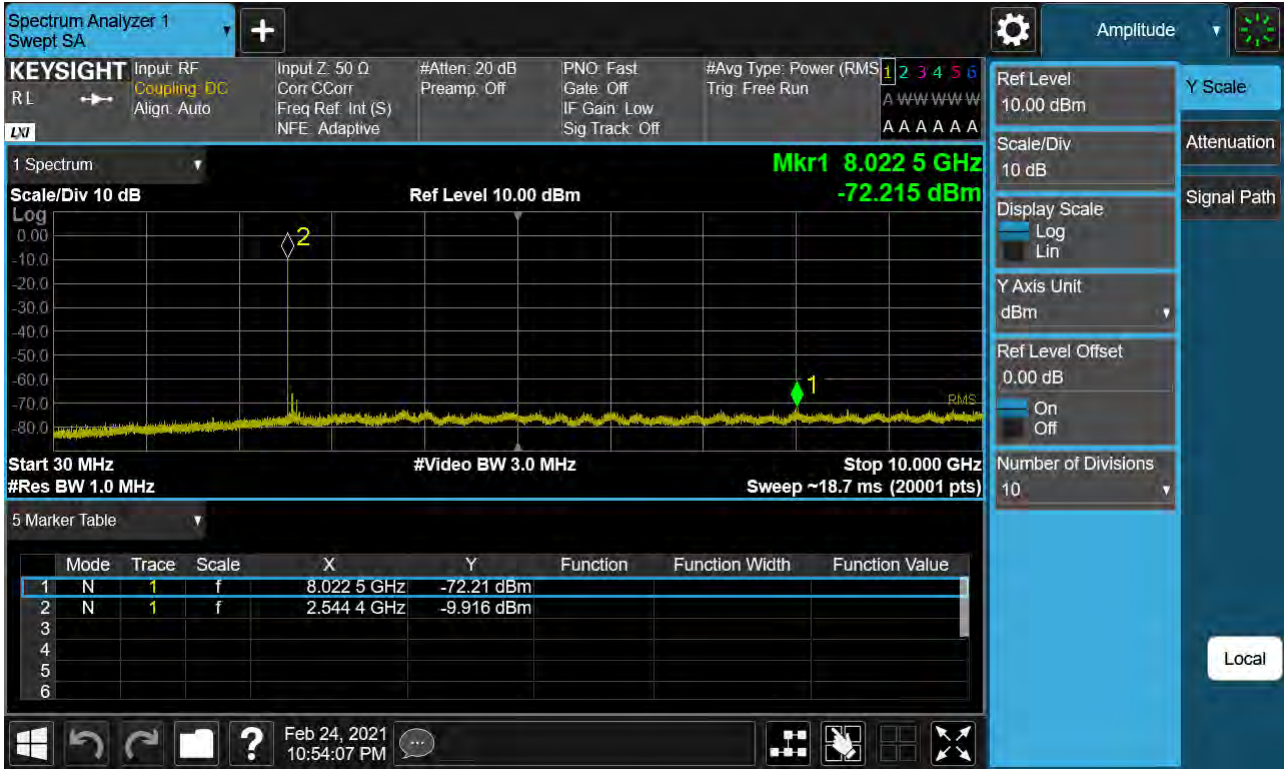 Spectrum Analyzer 1
Swept SA
+
Amplitude
KEYSIGHT
RL
LXI
Input: RF
Coupling: DC
Align: Auto
Input Z: 50 Ω
Corr CCorr
Freq Ref: Int (S)
NFE: Adaptive
#Atten: 20 dB
Preamp: Off
PNO: Fast
Gate: Off
IF Gain: Low
Sig Track: Off
#Avg Type: Power (RMS
Trig: Free Run
1 2 3 4 5 6
A W W W W W
A A A A A A
1 Spectrum
Mkr1 8.022 5 GHz
Scale/Div 10 dB
Ref Level 10.00 dBm
-72.215 dBm
Log
0.00
-10.0
-20.0
-30.0
-40.0
-50.0
-60.0
-70.0
-80.0
2
1
RMS
Start 30 MHz
#Video BW 3.0 MHz
Stop 10.000 GHz
#Res BW 1.0 MHz
Sweep ~18.7 ms (20001 pts)
5 Marker Table
Mode Trace Scale X Y Function Function Width Function Value
1 N 1 f 8.022 5 GHz -72.21 dBm
2 N 1 f 2.544 4 GHz -9.916 dBm
3
4
5
6
Ref Level
10.00 dBm
Scale/Div
10 dB
Display Scale
Log
Lin
Y Axis Unit
dBm
Ref Level Offset
0.00 dB
On
Off
Number of Divisions
10
Y Scale
Attenuation
Signal Path
Local
?
Feb 24, 2021
10:54:07 PM